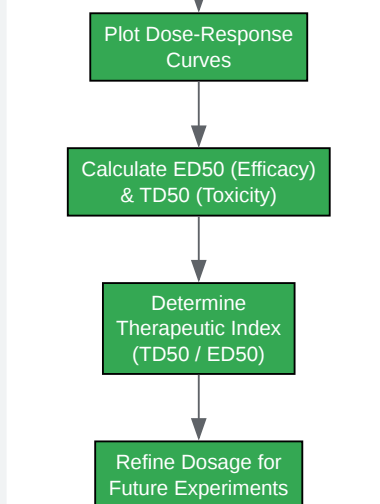 Plot Dose-Response
Curves
Calculate ED50 (Efficacy)
& TD50 (Toxicity)
Determine
Therapeutic Index
(TD50 / ED50)
Refine Dosage for
Future Experiments